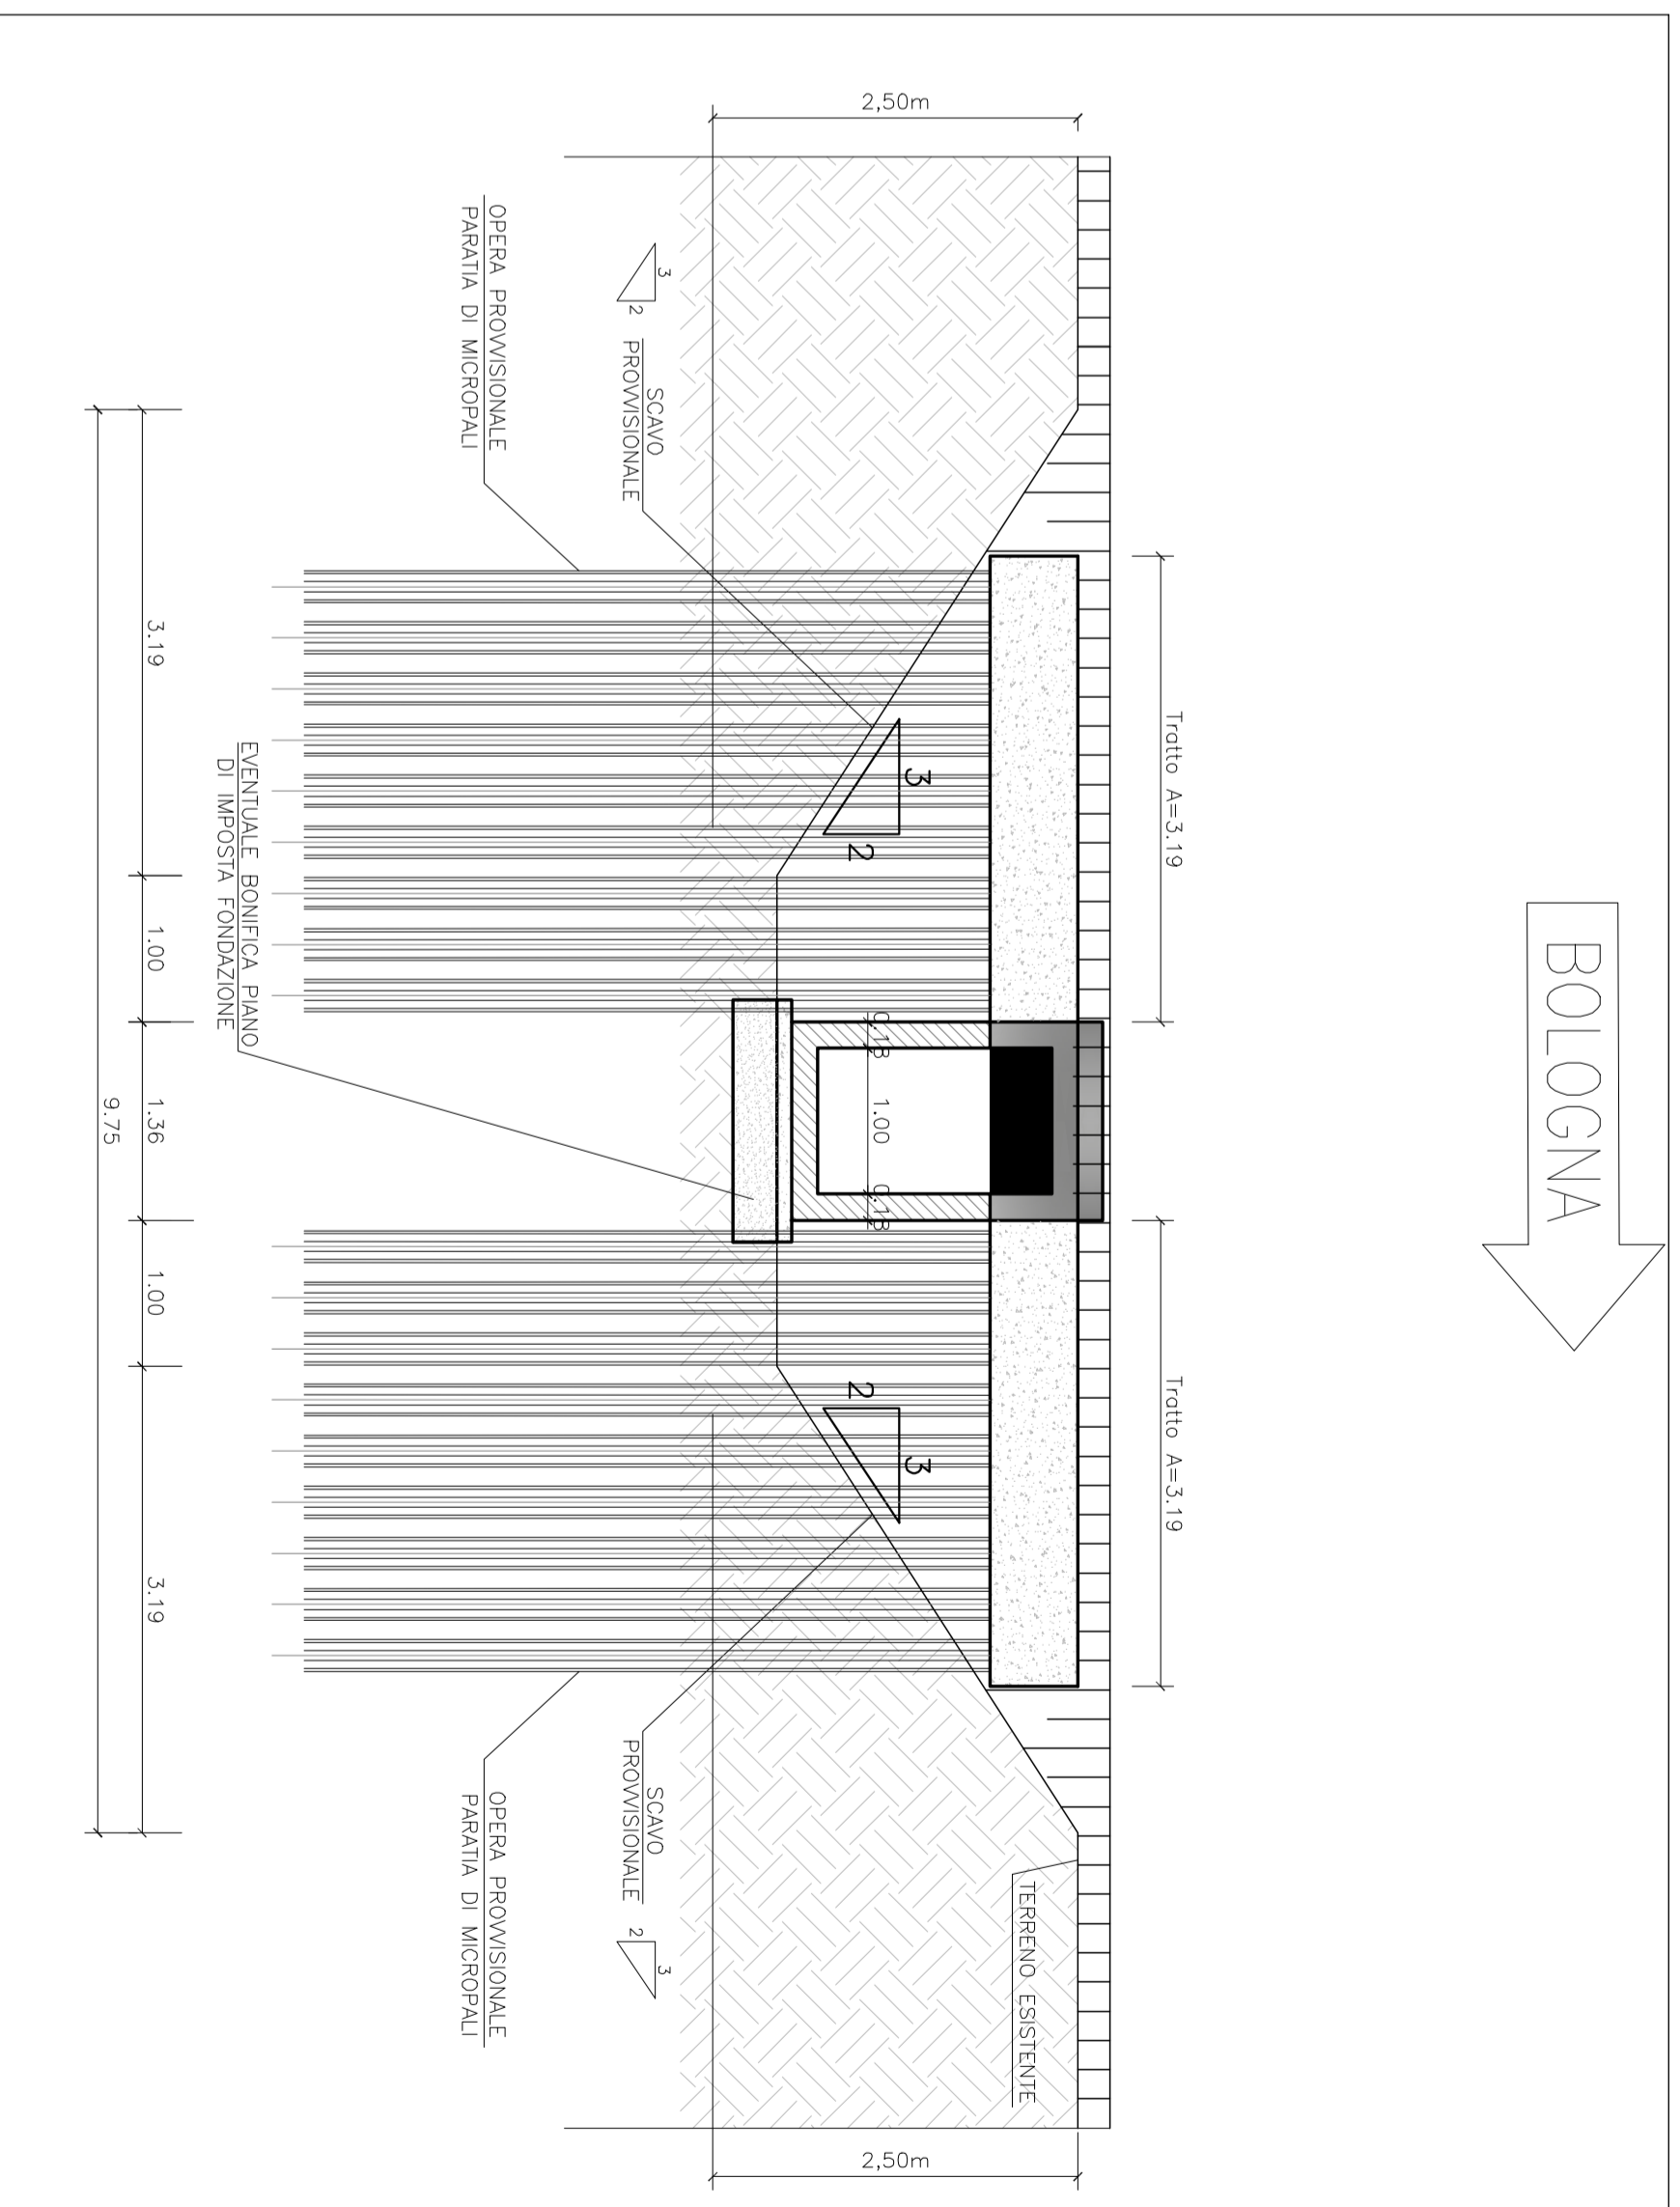 BOLOGNA
Tratto A=3.19
Tratto A=3.19
2,50m
2,50m
TERRENO ESISTENTE
3
2
2
3
0.18
1.00
0.18
SCAVO
PROVVISIONALE
3
2
SCAVO
PROVVISIONALE
2
3
OPERA PROVVISIONALE
PARATIA DI MICROPALI
OPERA PROVVISIONALE
PARATIA DI MICROPALI
EVENTUALE BONIFICA PIANO
DI IMPOSTA FONDAZIONE
3.19
1.00
1.36
1.00
3.19
9.75